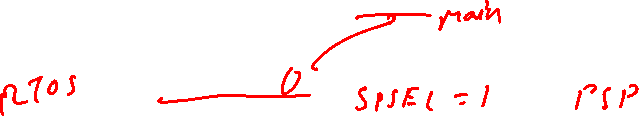 main
RTOS 0 SPSEL = 1 PSP